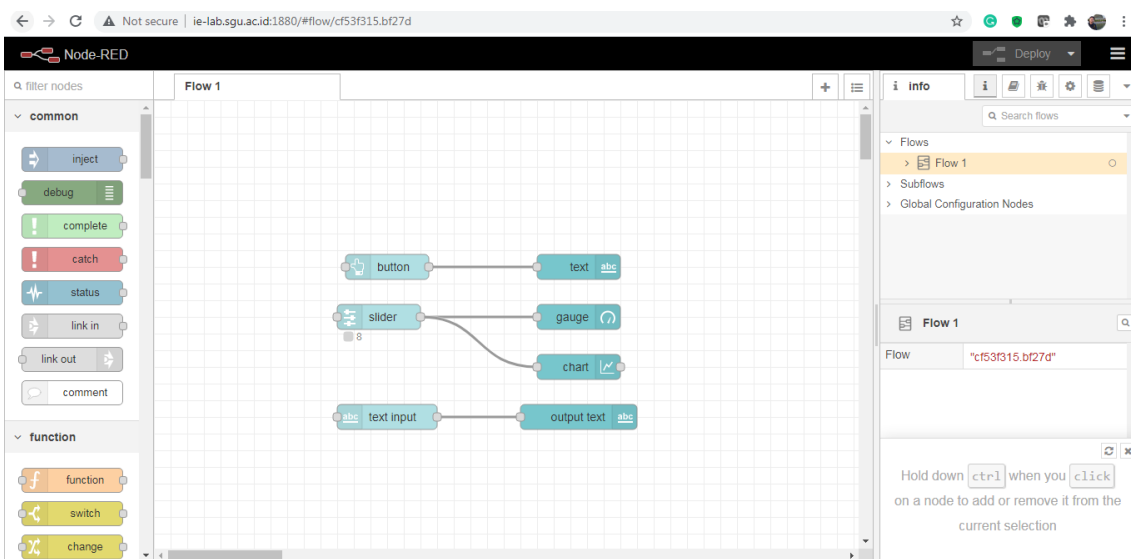 Not secure | ie-lab.sgu.ac.id:1880/#flow/cf53f315.bf27d
Node-RED
Deploy
filter nodes
common
inject
debug
complete
catch
status
link in
link out
comment
function
function
switch
change
Flow 1
button
text
abc
slider
8
gauge
chart
abc
text input
output text
abc
i info
i
Search flows
Flows
Flow 1
Subflows
Global Configuration Nodes
Flow 1
Flow "cf53f315.bf27d"
Hold down ctrl when you click
on a node to add or remove it from the
current selection